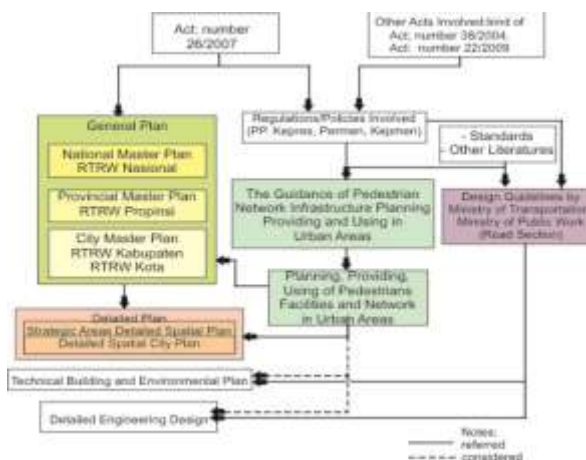 Act: number
26/2007
Other Acts Involved:kind of
Act; number 38/2004,
Act: number 22/2009
General Plan
National Master Plan
RTRW Nasional
Provincial Master Plan
RTRW Propinsi
City Master Plan
RTRW Kabupaten
RTRW Kota
Regulations/Policies Involved
(PP. Kepres, Permen, Kepmen)
- Standards
- Other Literatures
The Guidance of Pedestrian
Network Infrastructure Planning
Providing and Using in
Urban Areas
Design Guidelines by
Ministry of Transportation
Ministry of Public Work
(Road Section)
Planning, Providing,
Using of Pedestrians
Facilities and Network
in Urban Areas
Detailed Plan
Strategic Areas Detailed Spatial Plan
Detailed Spatial City Plan
Technical Building and Environmental Plan
Detailed Engineering Design
Notes:
referred
considered